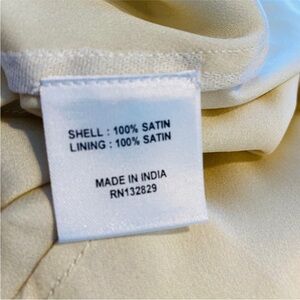 SHELL : 100% SATIN
LINING : 100% SATIN
MADE IN INDIA
RN132829